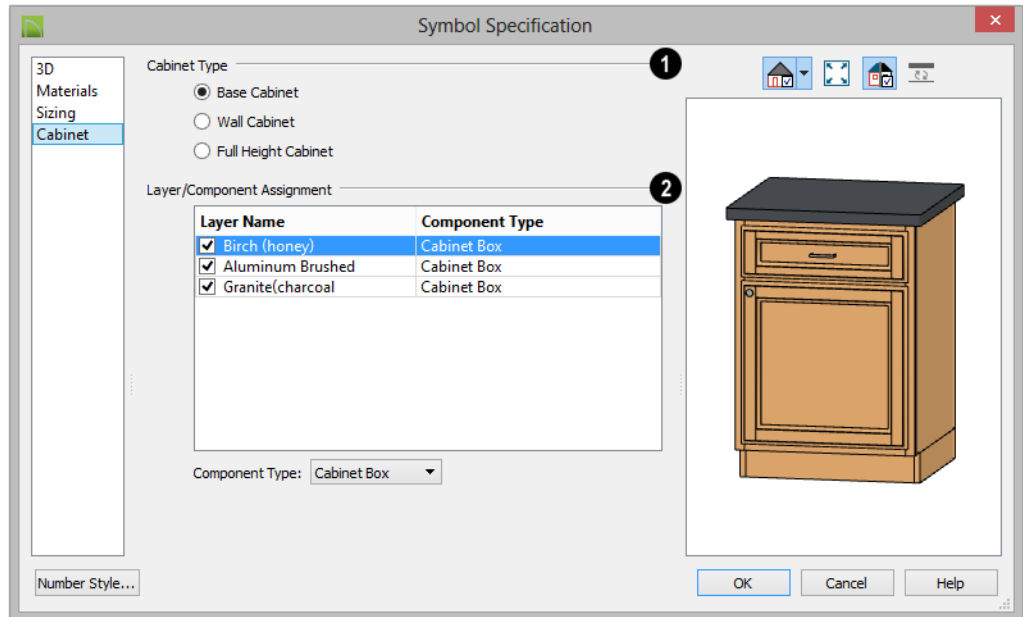 Symbol Specification
3D
Materials
Sizing
Cabinet
Cabinet Type
1
Base Cabinet
Wall Cabinet
Full Height Cabinet
Layer/Component Assignment
2
Layer Name Component Type
Birch (honey) Cabinet Box
Aluminum Brushed Cabinet Box
Granite(charcoal Cabinet Box
Component Type: Cabinet Box
Number Style...
OK Cancel Help